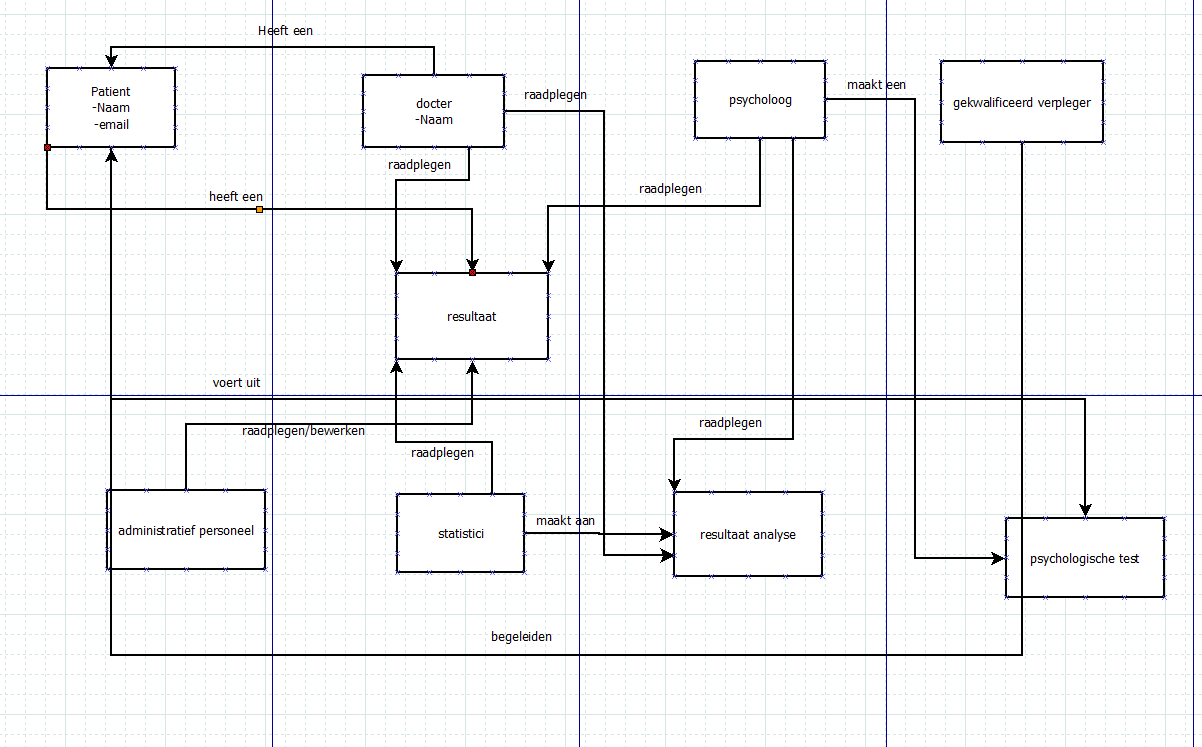 Heeft een
Patient
-Naam
-email
docter
-Naam
raadplegen
psycholoog
maakt een
gekwalificeerd verpleger
raadplegen
heeft een
raadplegen
resultaat
voert uit
raadplegen/bewerken
raadplegen
raadplegen
administratief personeel
statistici
maakt aan
resultaat analyse
psychologische test
begeleiden